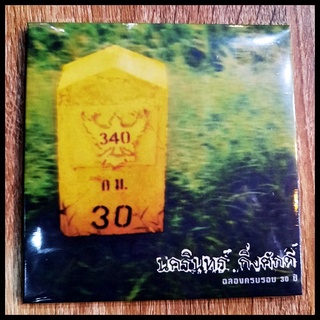 340
กม.
30
นครินทร์ กิ่งศักดิ์
ฉลองครบรอบ 30 ปี